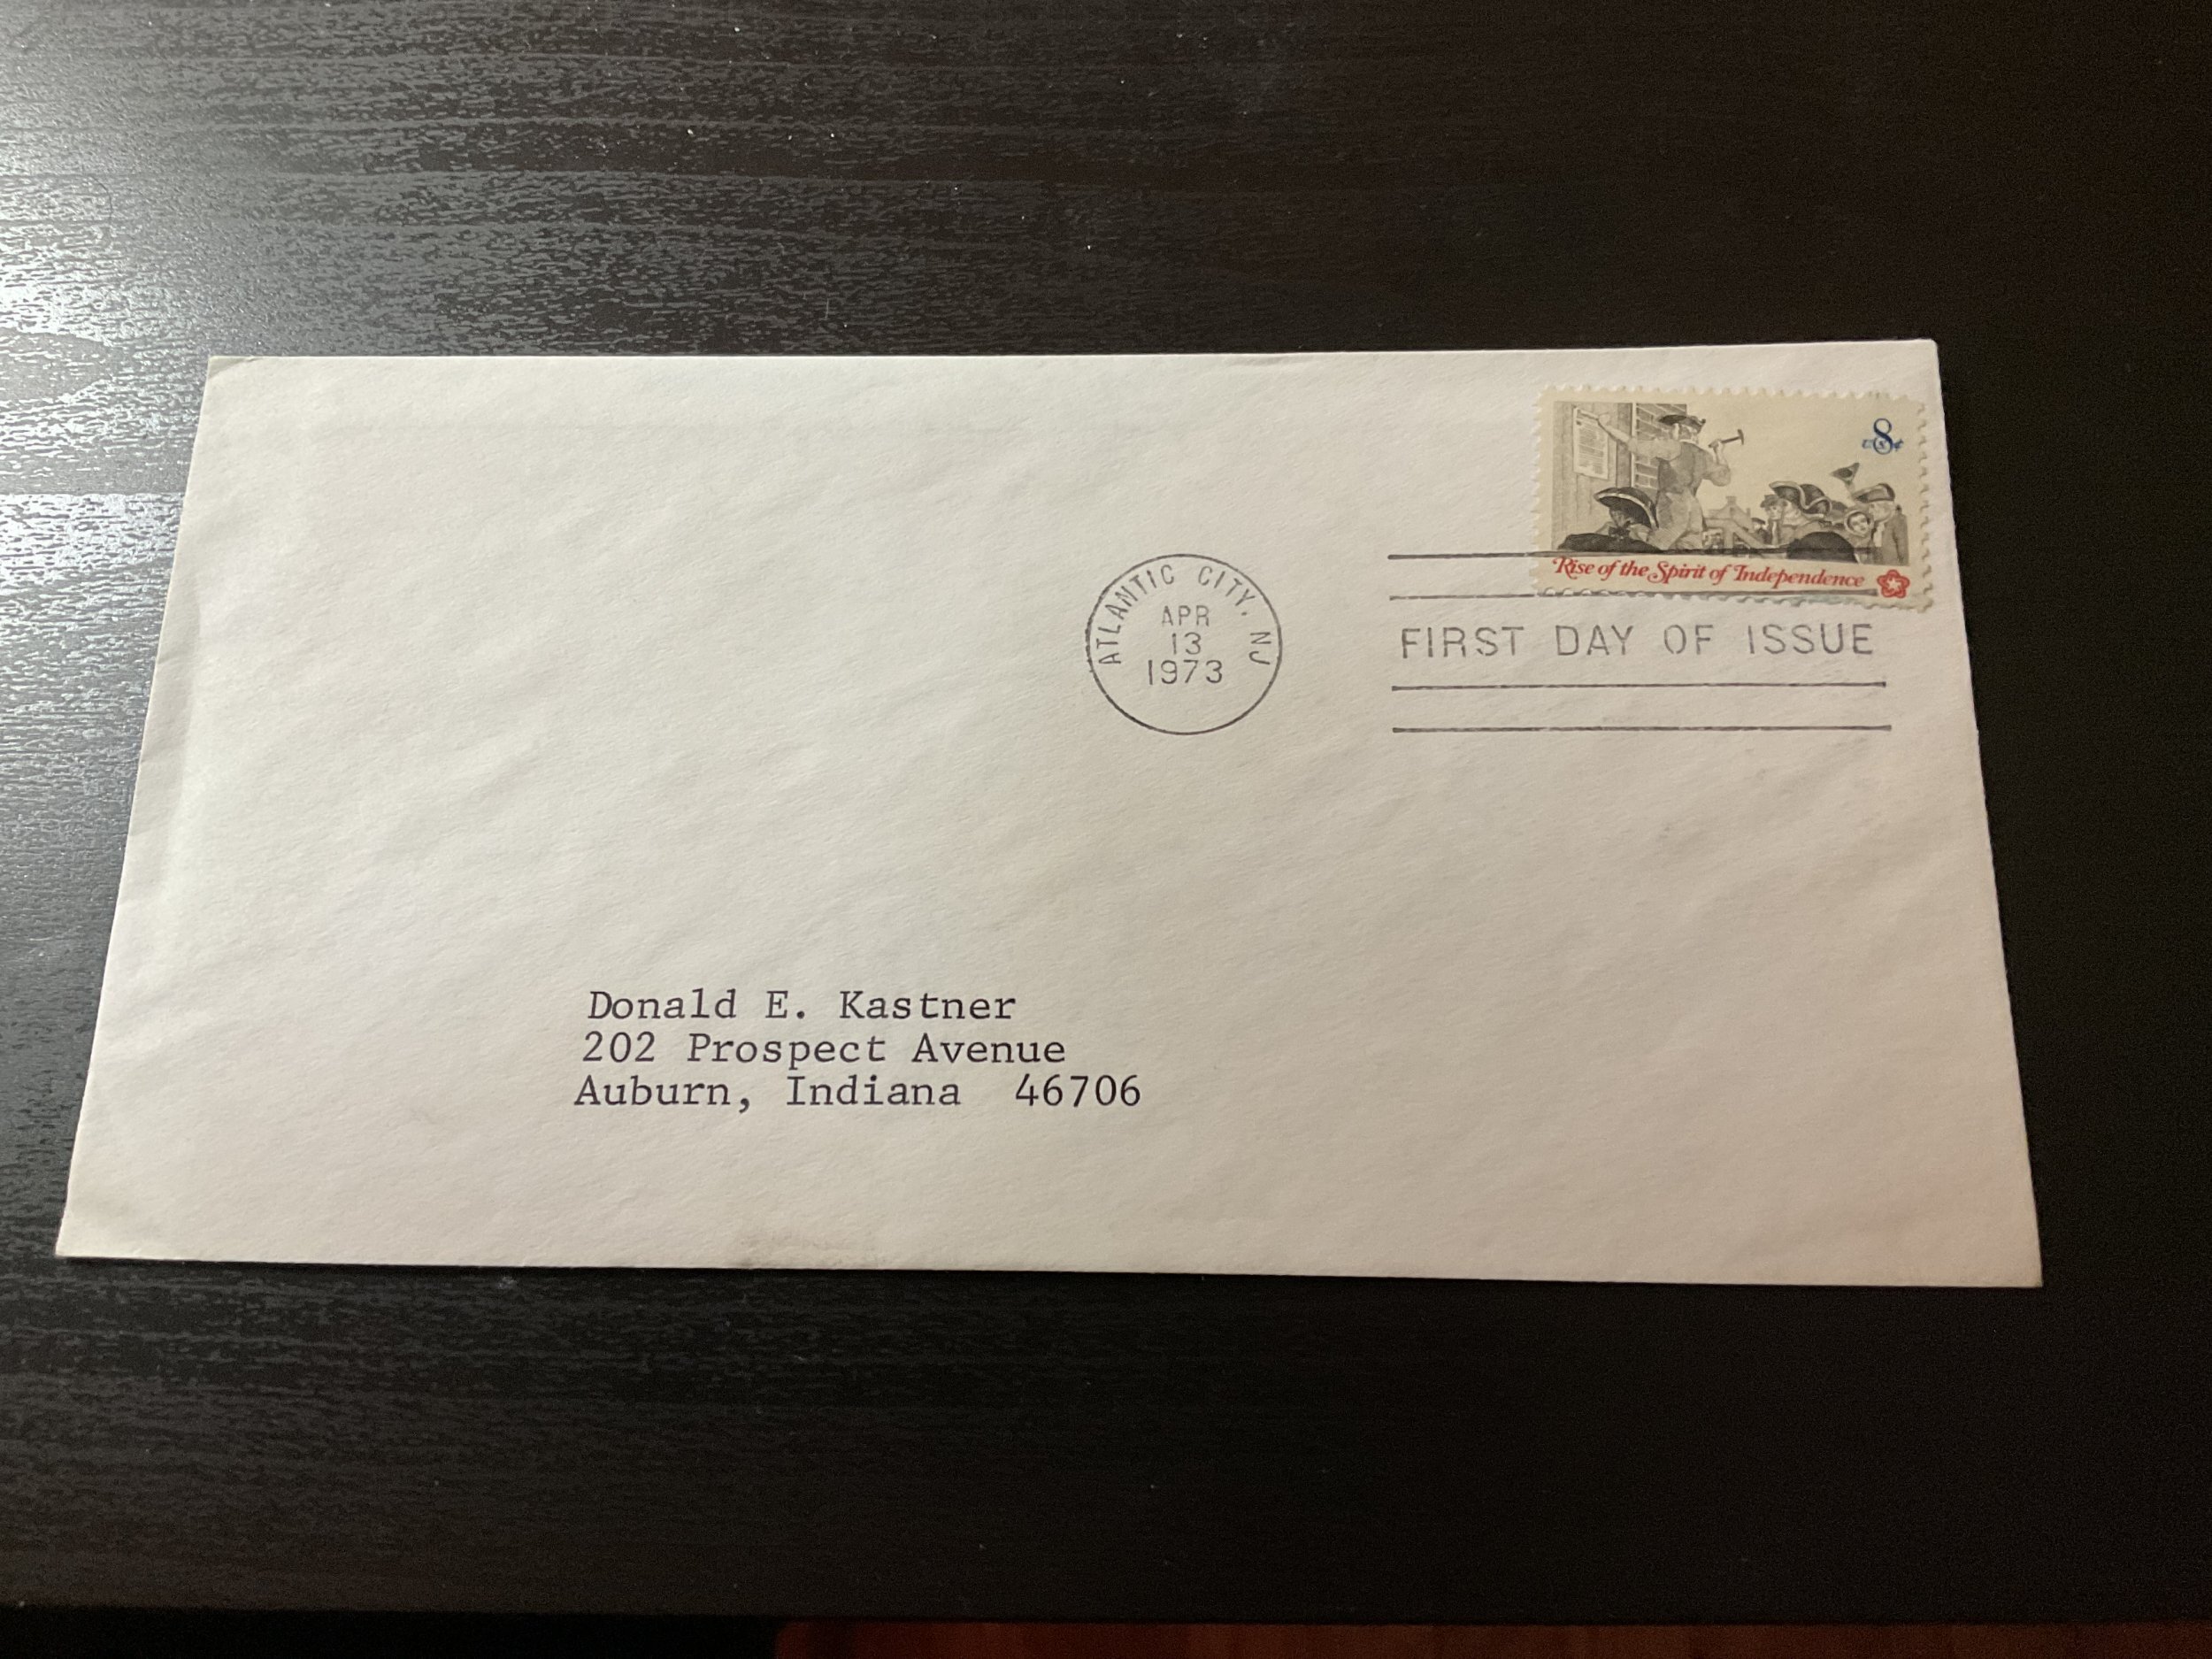 8
US ¢
Rise of the Spirit of Independence
ATLANTIC CITY, NJ
APR
13
1973
FIRST DAY OF ISSUE
Donald E. Kastner
202 Prospect Avenue
Auburn, Indiana 46706